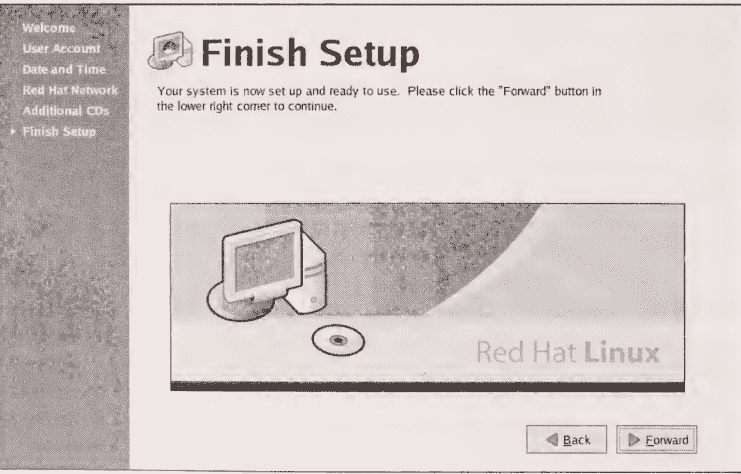 Welcome
User Account
Date and Time
Red Hat Network
Additional CDs
Finish Setup
Finish Setup
Your system is now set up and ready to use. Please click the "Forward" button in
the lower right corner to continue.
Red Hat Linux
Back
Forward